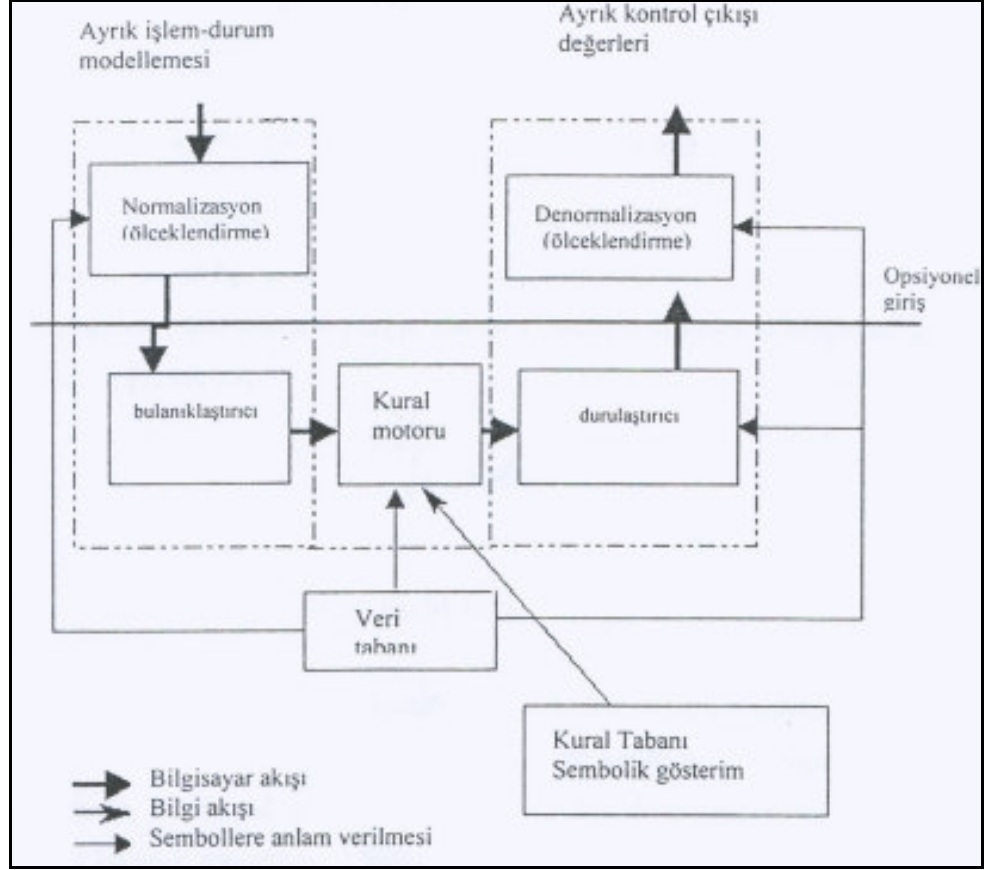 Ayrık işlem-durum
modellemesi
Ayrık kontrol çıkışı
değerleri
Normalizasyon
(ölçeklendirme)
Denormalizasyon
(ölçeklendirme)
Opsiyonel
giriş
bulanıklaştırıcı
Kural
motoru
durulaştırıcı
Veri
tabanı
Kural Tabanı
Sembolik gösterim
Bilgisayar akışı
Bilgi akışı
Sembollere anlam verilmesi